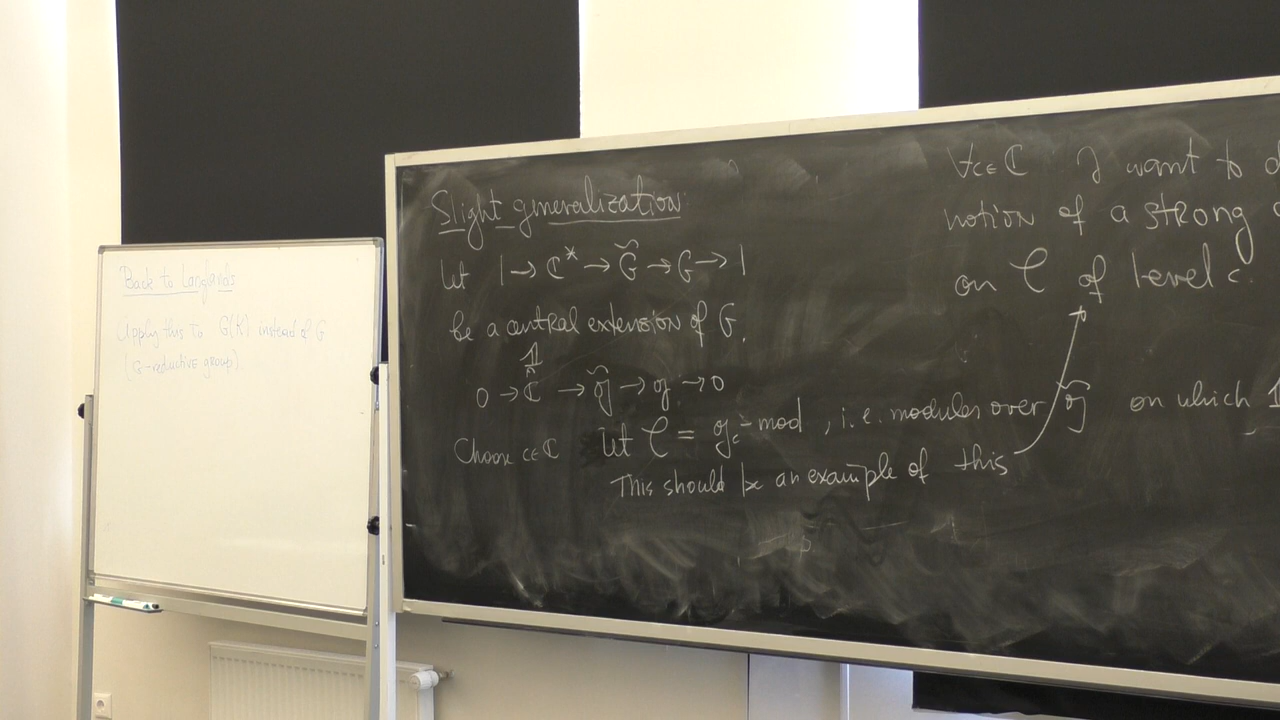 Back to Langlands
Apply this to G(K) instead of G
(G-reductive group)
Slight generalization
Let 1 → ℂ* → G̃ → G → 1
be a central extension of G.
𝟙
0 → ℂ → 𝔤̃ → 𝔤 → 0
Choose c∈ℂ Let 𝒞 = 𝔤̃_c-mod, i.e. modules over 𝔤̃ on which 𝟙
This should be an example of this
∀c∈ℂ I want to
notion of a strong
on 𝒞 of level c.